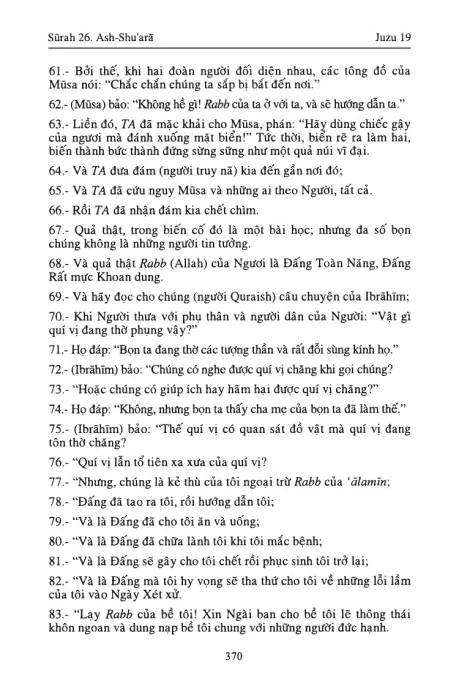 Sūrah 26. Ash-Shu'arā Juzu 19
61.- Bởi thế, khi hai đoàn người đối diện nhau, các tông đồ của
Mūsa nói: “Chắc chắn chúng ta sắp bị bắt đến nơi.”
62.- (Mūsa) bảo: “Không hề gì! Rabb của ta ở với ta, và sẽ hướng dẫn ta.”
63.- Liền đó, TA đã mặc khải cho Mūsa, phán: “Hãy dùng chiếc gậy
của ngươi mà đánh xuống mặt biển!” Tức thời, biển rẽ ra làm hai,
biến thành bức thành đứng sừng sững như một quả núi vĩ đại.
64.- Và TA đưa đám (người truy nã) kia đến gần nơi đó;
65.- Và TA đã cứu nguy Mūsa và những ai theo Người, tất cả.
66.- Rồi TA đã nhận đám kia chết chìm.
67.- Quả thật, trong biến cố đó là một bài học; nhưng đa số bọn
chúng không là những người tin tưởng.
68.- Và quả thật Rabb (Allah) của Ngươi là Đấng Toàn Năng, Đấng
Rất mực Khoan dung.
69.- Và hãy đọc cho chúng (người Quraish) câu chuyện của Ibrāhīm;
70.- Khi Người thưa với phụ thân và người dân của Người: “Vật gì
quí vị đang thờ phụng vậy?”
71.- Họ đáp: “Bọn ta đang thờ các tượng thần và rất đỗi sùng kính họ.”
72.- (Ibrāhīm) bảo: “Chúng có nghe được quí vị chăng khi gọi chúng?
73.- “Hoặc chúng có giúp ích hay hãm hại được quí vị chăng?”
74.- Họ đáp: “Không, nhưng bọn ta thấy cha mẹ của bọn ta đã làm thế.”
75.- (Ibrāhīm) bảo: “Thế quí vị có quan sát đồ vật mà quí vị đang
tôn thờ chăng?
76.- “Quí vị lẫn tổ tiên xa xưa của quí vị?
77.- “Nhưng, chúng là kẻ thù của tôi ngoại trừ Rabb của ‘ālamīn;
78.- “Đấng đã tạo ra tôi, rồi hướng dẫn tôi;
79.- “Và là Đấng đã cho tôi ăn và uống;
80.- “Và là Đấng đã chữa lành tôi khi tôi mắc bệnh;
81.- “Và là Đấng sẽ gây cho tôi chết rồi phục sinh tôi trở lại;
82.- “Và là Đấng mà tôi hy vọng sẽ tha thứ cho tôi về những lỗi lầm
của tôi vào Ngày Xét xử.
83.- “Lạy Rabb của bề tôi! Xin Ngài ban cho bề tôi lẽ thông thái
khôn ngoan và dung nạp bề tôi chung với những người đức hạnh.
370